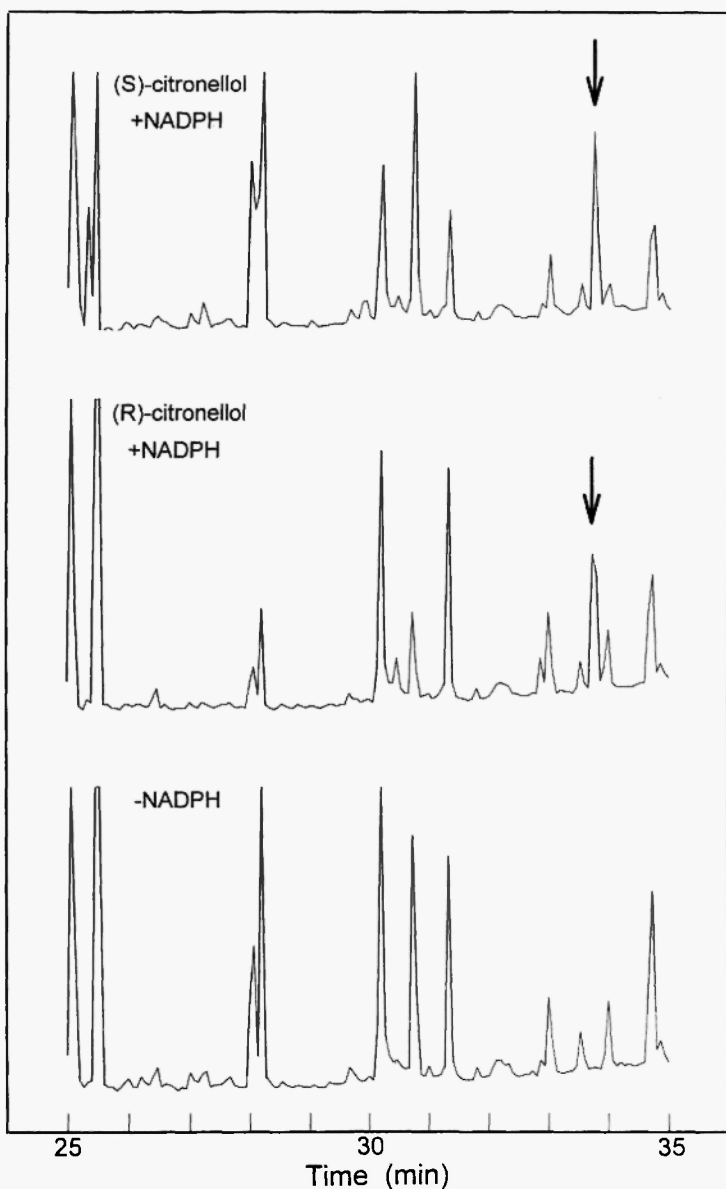 (S)-citronellol
+NADPH
(R)-citronellol
+NADPH
-NADPH
25 30 35
Time (min)